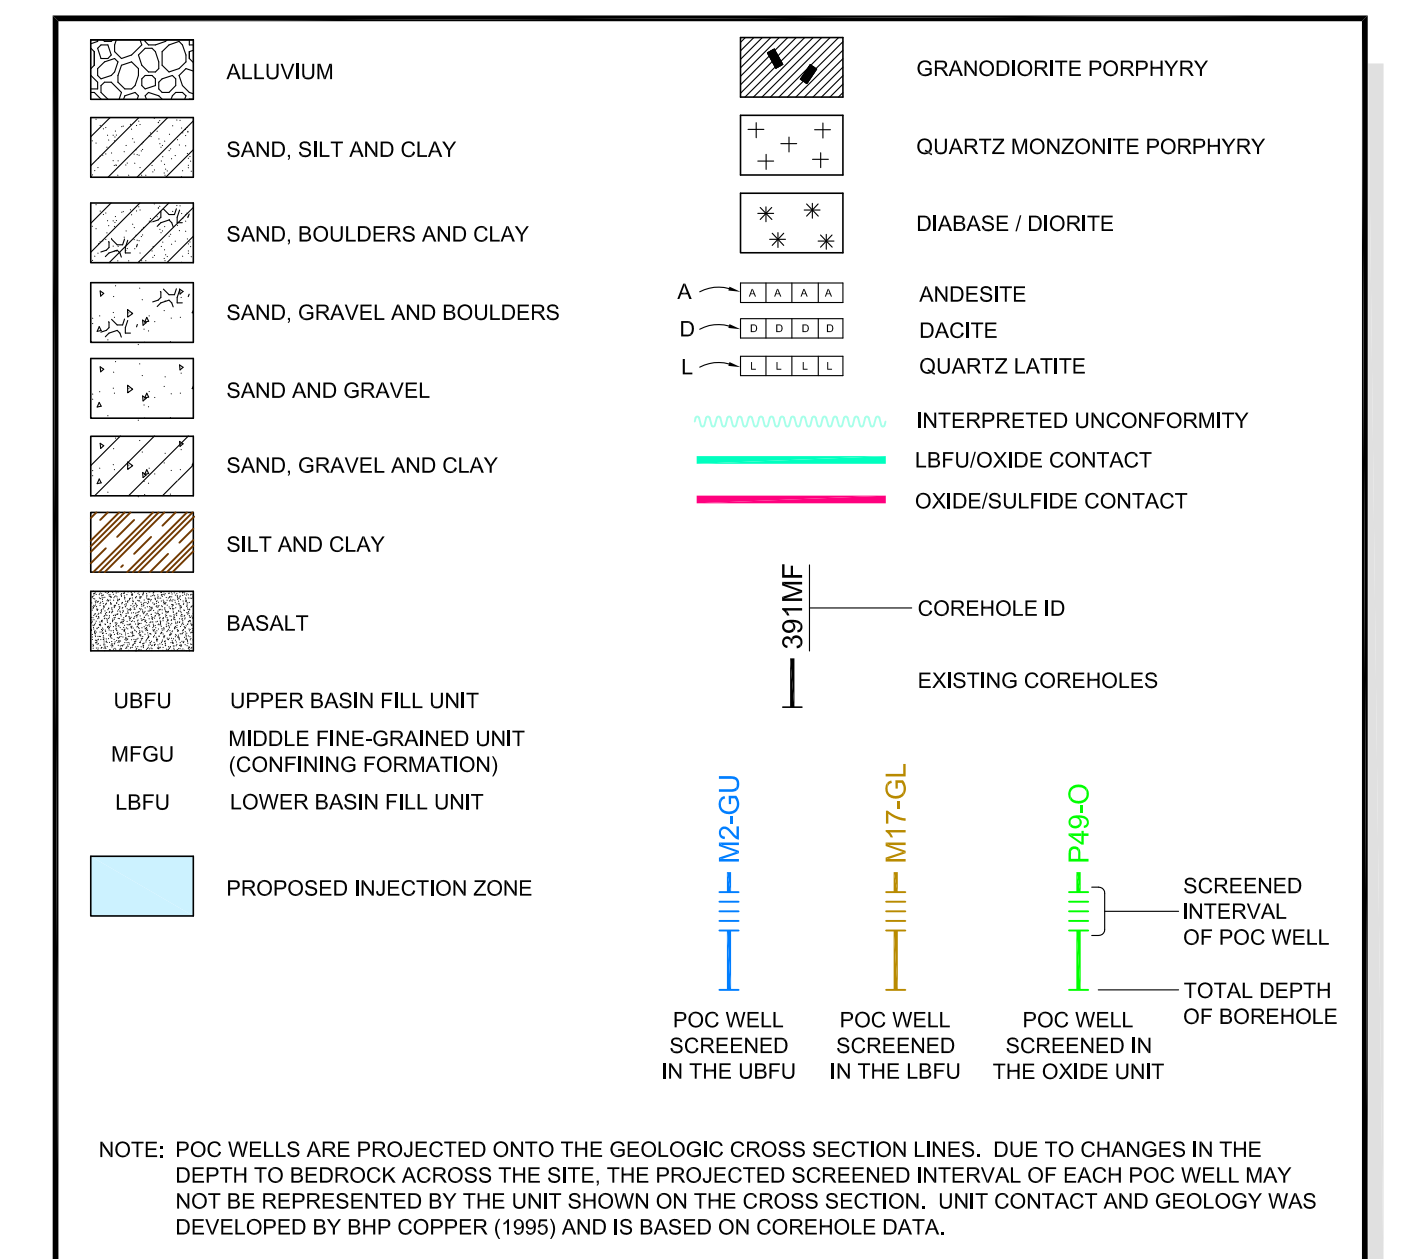 ALLUVIUM
SAND, SILT AND CLAY
SAND, BOULDERS AND CLAY
SAND, GRAVEL AND BOULDERS
SAND AND GRAVEL
SAND, GRAVEL AND CLAY
SILT AND CLAY
BASALT
UBFU UPPER BASIN FILL UNIT
MFGU MIDDLE FINE-GRAINED UNIT
(CONFINING FORMATION)
LBFU LOWER BASIN FILL UNIT
PROPOSED INJECTION ZONE
GRANODIORITE PORPHYRY
QUARTZ MONZONITE PORPHYRY
DIABASE / DIORITE
A A A A A ANDESITE
D D D D D DACITE
L L L L L QUARTZ LATITE
INTERPRETED UNCONFORMITY
LBFU/OXIDE CONTACT
OXIDE/SULFIDE CONTACT
391MF
COREHOLE ID
EXISTING COREHOLES
M2-GU
M17-GL
P49-O
SCREENED
INTERVAL
OF POC WELL
TOTAL DEPTH
OF BOREHOLE
POC WELL
SCREENED
IN THE UBFU
POC WELL
SCREENED
IN THE LBFU
POC WELL
SCREENED IN
THE OXIDE UNIT
NOTE: POC WELLS ARE PROJECTED ONTO THE GEOLOGIC CROSS SECTION LINES. DUE TO CHANGES IN THE
DEPTH TO BEDROCK ACROSS THE SITE, THE PROJECTED SCREENED INTERVAL OF EACH POC WELL MAY
NOT BE REPRESENTED BY THE UNIT SHOWN ON THE CROSS SECTION. UNIT CONTACT AND GEOLOGY WAS
DEVELOPED BY BHP COPPER (1995) AND IS BASED ON COREHOLE DATA.